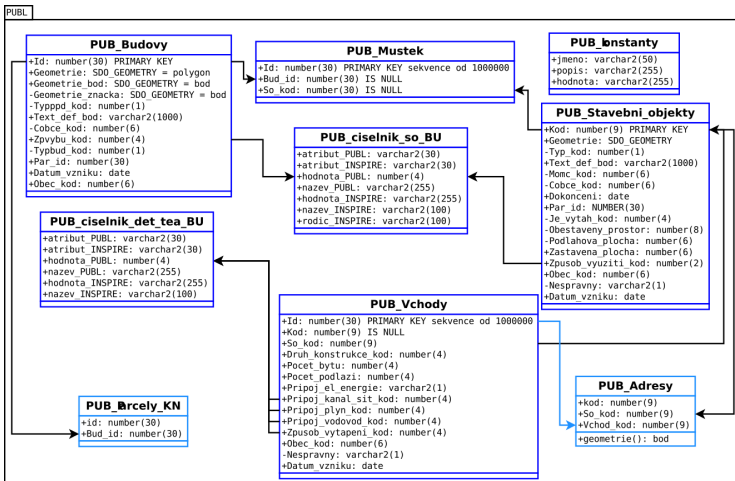 PUBL
PUB_Budovy
+Id: number(30) PRIMARY KEY
+Geometrie: SDO_GEOMETRY = polygon
+Geometrie_bod: SDO_GEOMETRY = bod
-Geometrie_znacka: SDO_GEOMETRY = bod
-Typppd_kod: number(1)
+Text_def_bod: varchar2(1000)
-Cobce_kod: number(6)
+Zpvybu_kod: number(4)
-Typbud_kod: number(1)
+Par_id: number(30)
+Datum_vzniku: date
+Obec_kod: number(6)
PUB_Mustek
+Id: number(30) PRIMARY KEY sekvence od 1000000
+Bud_id: number(30) IS NULL
+So_kod: number(30) IS NULL
PUB_konstanty
+jmeno: varchar2(50)
+popis: varchar2(255)
+hodnota: varchar2(255)
PUB_Stavebni_objekty
+Kod: number(9) PRIMARY KEY
+Geometrie: SDO_GEOMETRY
-Typ_kod: number(1)
+Text_def_bod: varchar2(1000)
-Momc_kod: number(6)
-Cobce_kod: number(6)
+Dokonceni: date
+Par_id: NUMBER(30)
-Je_vytah_kod: number(4)
-Obestaveny_prostor: number(8)
-Podlahova_plocha: number(6)
+Zastavena_plocha: number(6)
+Zpusob_vyuziti_kod: number(2)
+Obec_kod: number(6)
-Nespravny: varchar2(1)
+Datum_vzniku: date
PUB_ciselnik_so_BU
+atribut_PUBL: varchar2(30)
+atribut_INSPIRE: varchar2(30)
+hodnota_PUBL: number(4)
+nazev_PUBL: varchar2(255)
+hodnota_INSPIRE: varchar2(255)
+nazev_INSPIRE: varchar2(100)
+rodic_INSPIRE: varchar2(100)
PUB_ciselnik_det_tea_BU
+atribut_PUBL: varchar2(30)
+atribut_INSPIRE: varchar2(30)
+hodnota_PUBL: number(4)
+nazev_PUBL: varchar2(255)
+hodnota_INSPIRE: varchar2(255)
+nazev_INSPIRE: varchar2(100)
PUB_Vchody
+Id: number(30) PRIMARY KEY sekvence od 1000000
+Kod: number(9) IS NULL
+So_kod: number(9)
+Druh_konstrukce_kod: number(4)
+Pocet_bytu: number(4)
+Pocet_podlazi: number(4)
+Pripoj_el_energie: varchar2(1)
+Pripoj_kanal_sit_kod: number(4)
+Pripoj_plyn_kod: number(4)
+Pripoj_vodovod_kod: number(4)
+Zpusob_vytapeni_kod: number(4)
+Obec_kod: number(6)
-Nespravny: varchar2(1)
+Datum_vzniku: date
PUB_Parcely_KN
+id: number(30)
+Bud_id: number(30)
PUB_Adresy
+kod: number(9)
+So_kod: number(9)
+Vchod_kod: number(9)
+geometrie(): bod